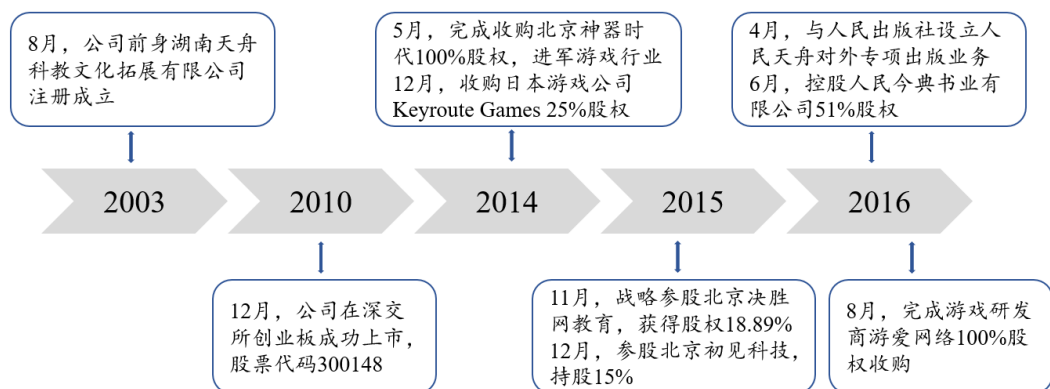 8月，公司前身湖南天舟
科教文化拓展有限公司
注册成立
5月，完成收购北京神器时
代100%股权，进军游戏行业
12月，收购日本游戏公司
Keyroute Games 25%股权
4月，与人民出版社设立人
民天舟对外专项出版业务
6月，控股人民今典书业有
限公司51%股权
2003
2010
2014
2015
2016
12月，公司在深交
所创业板成功上市，
股票代码300148
11月，战略参股北京决胜
网教育，获得股权18.89%
12月，参股北京初见科技，
持股15%
8月，完成游戏研发
商游爱网络100%股
权收购